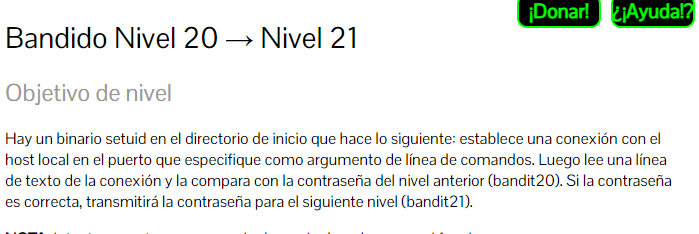 ¡Donar!
¿¡Ayuda!?
Bandido Nivel 20 → Nivel 21
Objetivo de nivel
Hay un binario setuid en el directorio de inicio que hace lo siguiente: establece una conexión con el
host local en el puerto que especifique como argumento de línea de comandos. Luego lee una línea
de texto de la conexión y la compara con la contraseña del nivel anterior (bandit20). Si la contraseña
es correcta, transmitirá la contraseña para el siguiente nivel (bandit21).